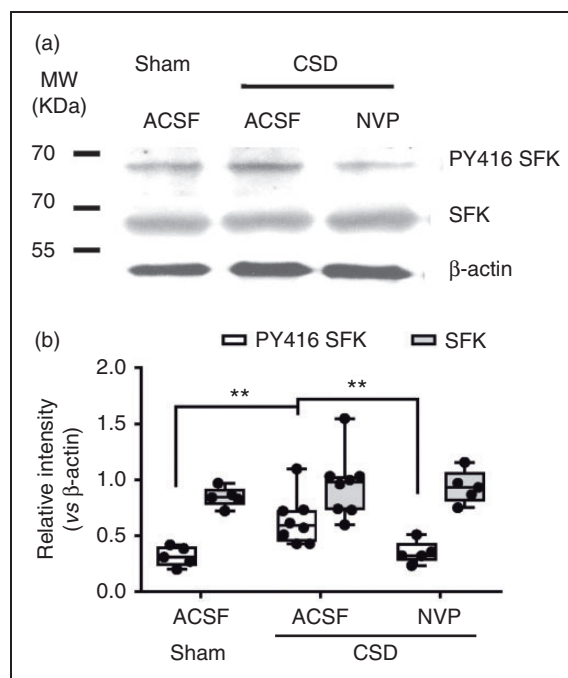 (a)
Sham CSD
MW
(KDa)
ACSF ACSF NVP
70 PY416 SFK
70 SFK
55
β-actin
(b)
PY416 SFK SFK
Relative intensity
(vs β-actin)
2.0
1.5
1.0
0.5
0.0
** **
ACSF ACSF NVP
Sham CSD